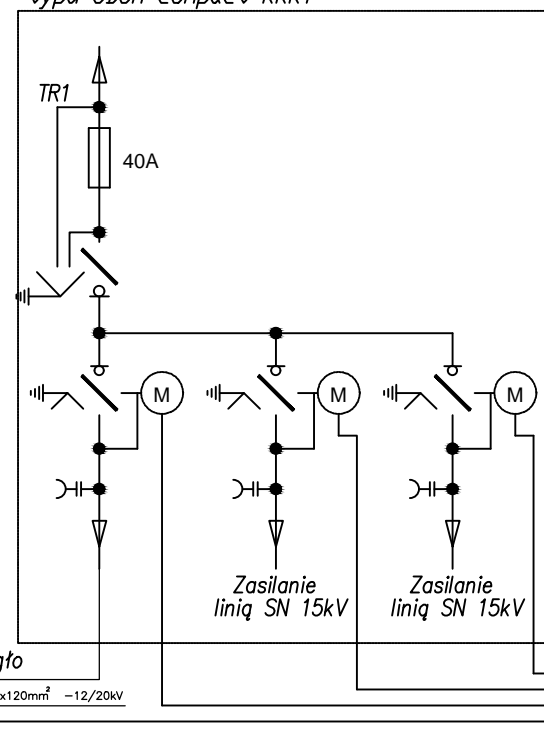 TR1
40A
M
M
M
Zasilanie
linią SN 15kV
Zasilanie
linią SN 15kV
x120mm² -12/20kV